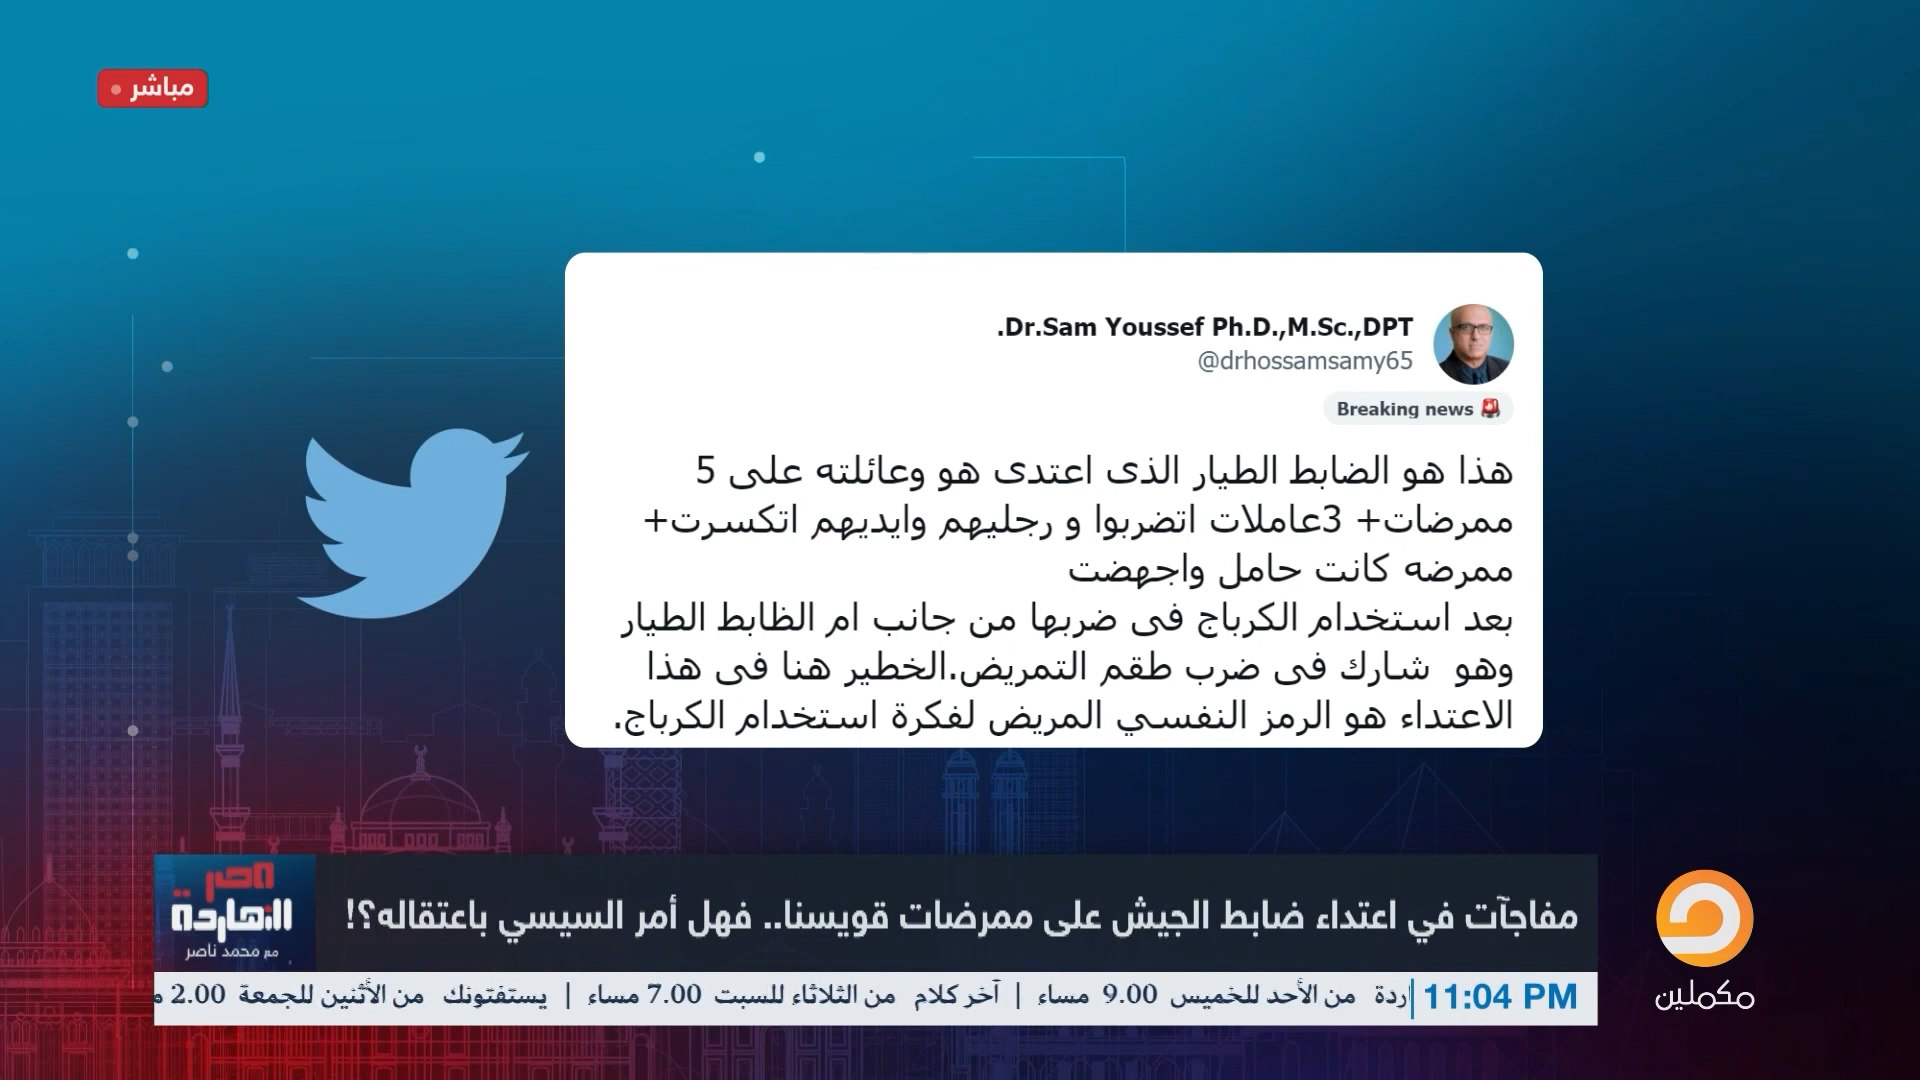 مباشر
Dr.Sam Youssef Ph.D.,M.Sc.,DPT.
@drhossamsamy65
Breaking news 🚨
هذا هو الضابط الطيار الذى اعتدى هو وعائلته على 5
ممرضات+ 3عاملات اتضربوا و رجليهم وايديهم اتكسرت+
ممرضه كانت حامل واجهضت
بعد استخدام الكرباج فى ضربها من جانب ام الظابط الطيار
وهو شارك فى ضرب طقم التمريض.الخطير هنا فى هذا
الاعتداء هو الرمز النفسي المريض لفكرة استخدام الكرباج.
مصر
النهاردة
مع محمد ناصر
مفاجآت في اعتداء ضابط الجيش على ممرضات قويسنا.. فهل أمر السيسي باعتقاله؟!
11:04 PM
ردة من الأحد للخميس 9.00 مساء | آخر كلام من الثلاثاء للسبت 7.00 مساء | يستفتونك من الأثنين للجمعة 2.00 م
مكملين